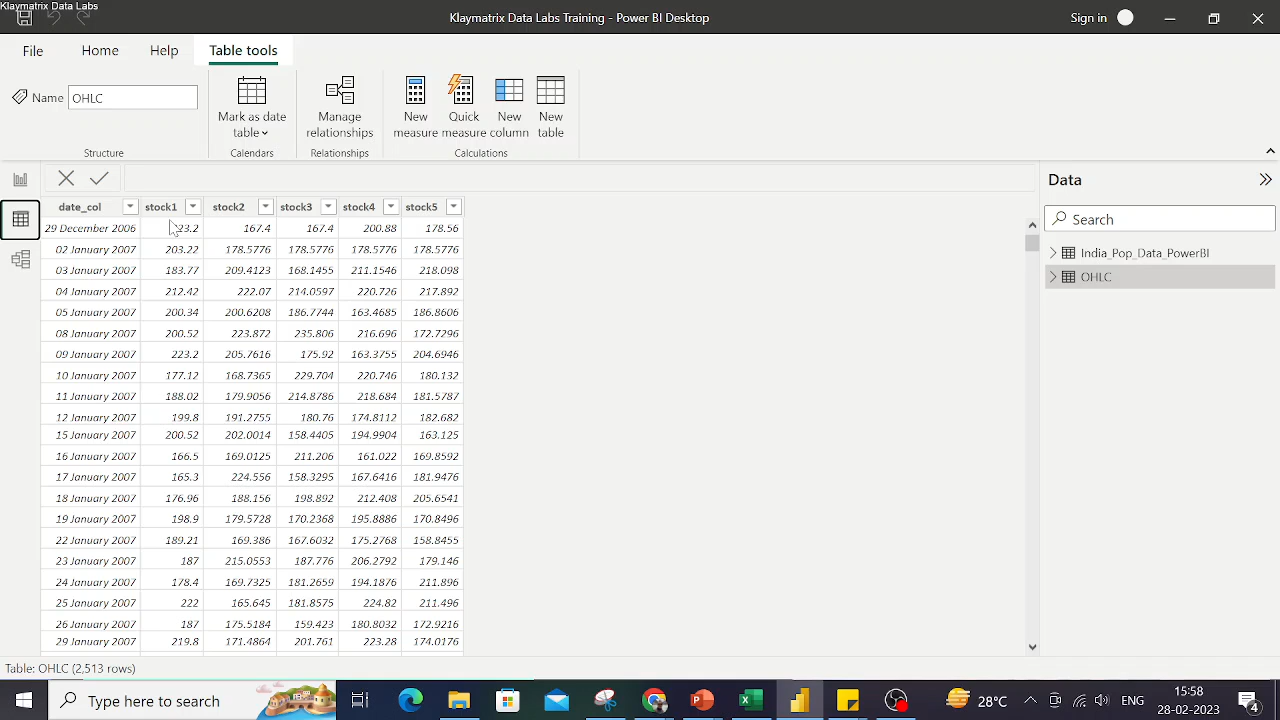 Klaymatrix Data Labs
Klaymatrix Data Labs Training - Power BI Desktop
Sign in
File Home Help Table tools
Name OHLC
Mark as date table
Manage relationships
New measure
Quick measure
New column
New table
Structure Calendars Relationships Calculations
date_col stock1 stock2 stock3 stock4 stock5
29 December 2006 23.2 167.4 167.4 200.88 178.56
02 January 2007 203.22 178.5776 178.5776 178.5776 178.5776
03 January 2007 183.77 209.4123 168.1455 211.1546 218.098
04 January 2007 212.42 222.07 214.0597 220.726 217.892
05 January 2007 200.34 200.6208 186.7744 163.4685 186.8606
08 January 2007 200.52 223.872 235.806 216.696 172.7296
09 January 2007 223.2 205.7616 175.92 163.3755 204.6946
10 January 2007 177.12 168.7365 229.704 220.746 180.132
11 January 2007 188.02 179.9056 214.8786 218.684 181.5787
12 January 2007 199.8 191.2755 180.76 174.8112 182.682
15 January 2007 200.52 202.0014 158.4405 194.9904 163.125
16 January 2007 166.5 169.0125 211.206 161.022 169.8592
17 January 2007 165.3 224.556 158.3295 167.6416 181.9476
18 January 2007 176.96 188.156 198.892 212.408 205.6541
19 January 2007 198.9 179.5728 170.2368 195.8886 170.8496
22 January 2007 189.21 169.386 167.6032 175.2768 158.8455
23 January 2007 187 215.0553 187.776 206.2792 179.146
24 January 2007 178.4 169.7325 181.2659 194.1876 211.896
25 January 2007 222 165.645 181.8575 224.82 211.496
26 January 2007 187 175.5184 159.423 180.8032 172.9216
29 January 2007 219.8 171.4864 201.761 223.28 174.0176
Data
Search
India_Pop_Data_PowerBI
OHLC
Table: OHLC (2,513 rows)
Type here to search
28°C
ENG
15:58
28-02-2023
4